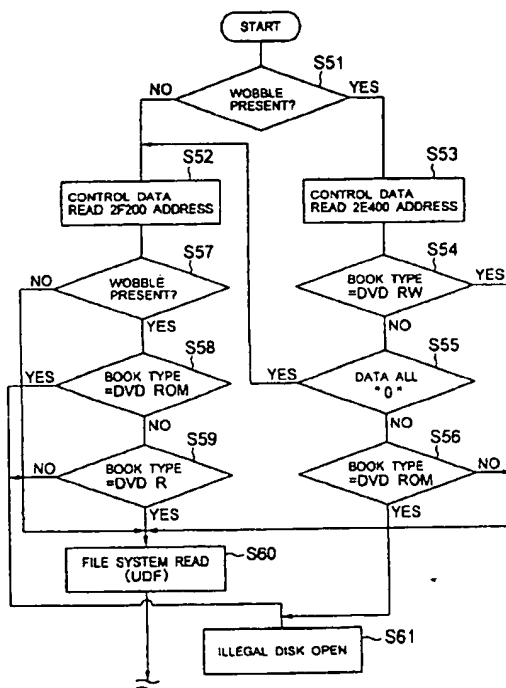 START
S51
NO
WOBBLE
PRESENT?
YES
S52
S53
CONTROL DATA
READ 2F200 ADDRESS
CONTROL DATA
READ 2E400 ADDRESS
S57
S54
NO
WOBBLE
PRESENT?
YES
BOOK TYPE
=DVD RW
YES
NO
S58
S55
YES
BOOK TYPE
=DVD ROM
NO
YES
DATA ALL
"0"
NO
S59
S56
NO
BOOK TYPE
=DVD R
YES
BOOK TYPE
=DVD ROM
NO
YES
FILE SYSTEM READ
(UDF)
S60
ILLEGAL DISK OPEN
S61